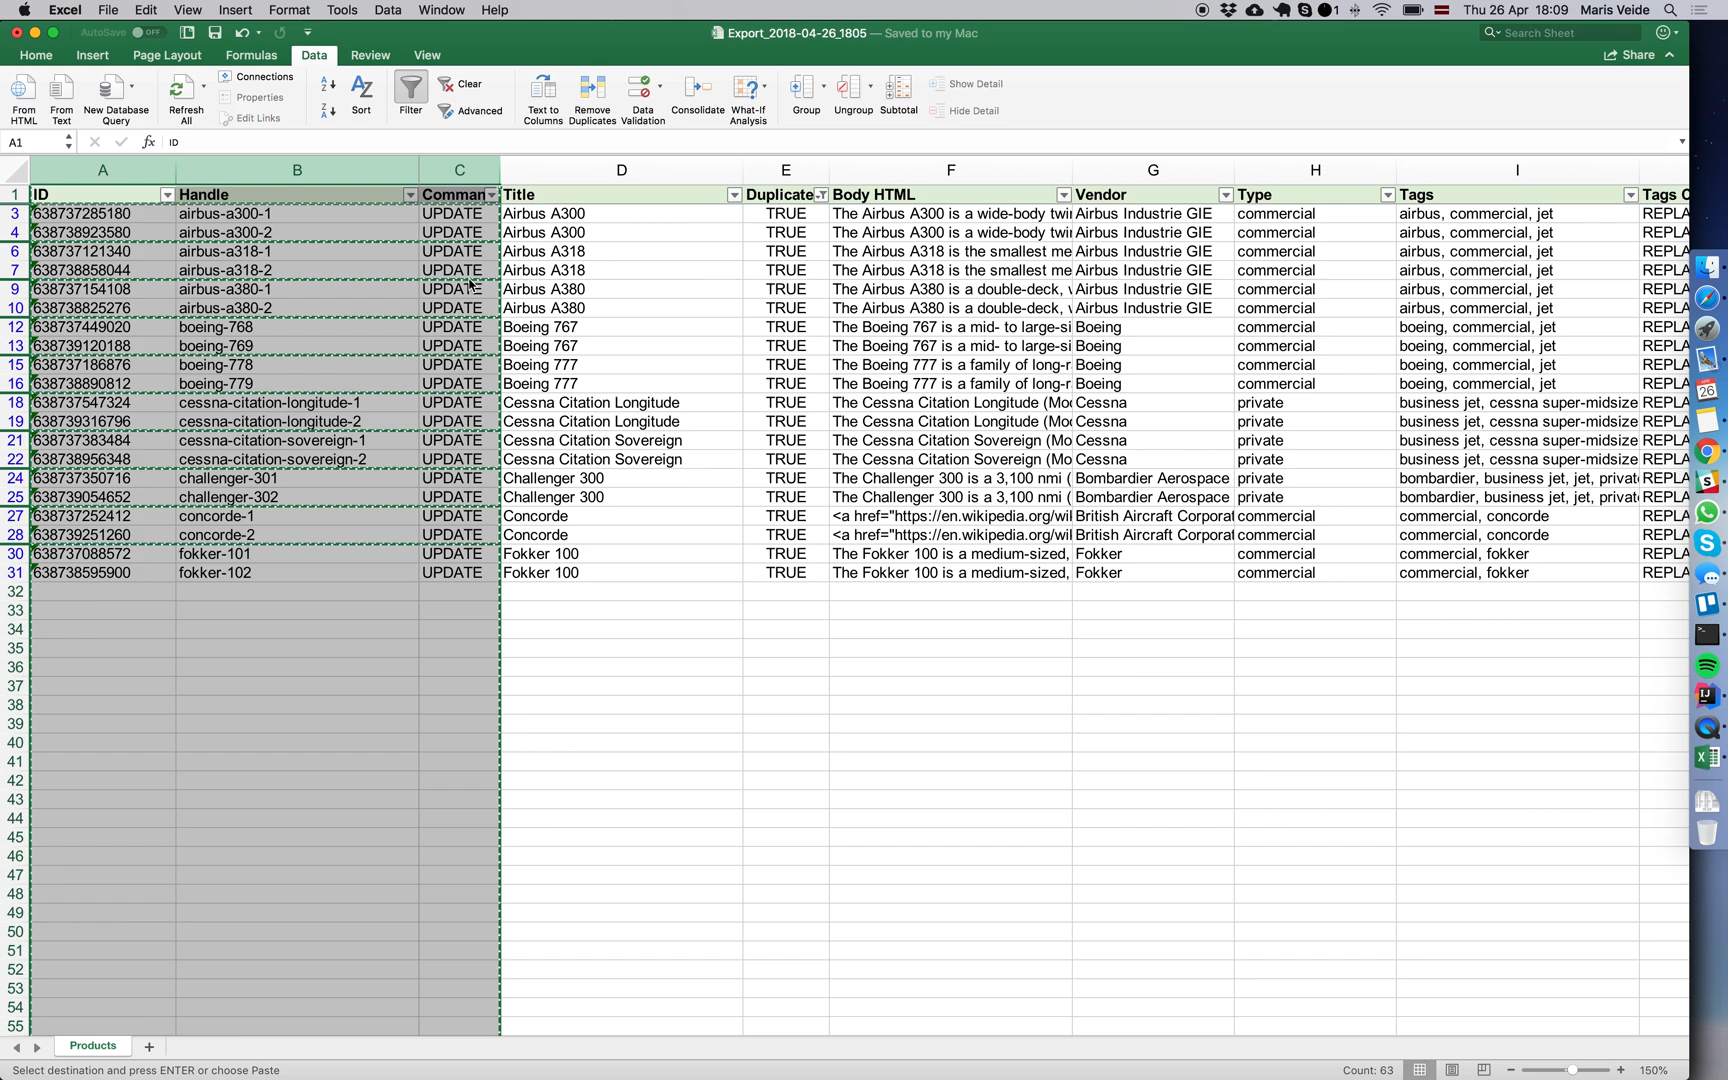 Excel File Edit View Insert Format Tools Data Window Help 1 Thu 26 Apr 18:09 Maris Veide
AutoSave OFF Export_2018-04-26_1805 — Saved to my Mac Search Sheet
Home Insert Page Layout Formulas Data Review View Share
From HTML From Text New Database Query Refresh All Connections Properties Edit Links Sort Filter Clear Advanced Text to Columns Remove Duplicates Data Validation Consolidate What-If Analysis Group Ungroup Subtotal Show Detail Hide Detail
A1 fx ID
A B C D E F G H I
1 ID Handle Comman Title Duplicate Body HTML Vendor Type Tags Tags C
3 638737285180 airbus-a300-1 UPDATE Airbus A300 TRUE The Airbus A300 is a wide-body twi Airbus Industrie GIE commercial airbus, commercial, jet REPLA
4 638738923580 airbus-a300-2 UPDATE Airbus A300 TRUE The Airbus A300 is a wide-body twi Airbus Industrie GIE commercial airbus, commercial, jet REPLA
6 638737121340 airbus-a318-1 UPDATE Airbus A318 TRUE The Airbus A318 is the smallest me Airbus Industrie GIE commercial airbus, commercial, jet REPLA
7 638738858044 airbus-a318-2 UPDATE Airbus A318 TRUE The Airbus A318 is the smallest me Airbus Industrie GIE commercial airbus, commercial, jet REPLA
9 638737154108 airbus-a380-1 UPDATE Airbus A380 TRUE The Airbus A380 is a double-deck, Airbus Industrie GIE commercial airbus, commercial, jet REPLA
10 638738825276 airbus-a380-2 UPDATE Airbus A380 TRUE The Airbus A380 is a double-deck, Airbus Industrie GIE commercial airbus, commercial, jet REPLA
12 638737449020 boeing-768 UPDATE Boeing 767 TRUE The Boeing 767 is a mid- to large-si Boeing commercial boeing, commercial, jet REPLA
13 638739120188 boeing-769 UPDATE Boeing 767 TRUE The Boeing 767 is a mid- to large-si Boeing commercial boeing, commercial, jet REPLA
15 638737186876 boeing-778 UPDATE Boeing 777 TRUE The Boeing 777 is a family of long-r Boeing commercial boeing, commercial, jet REPLA
16 638738890812 boeing-779 UPDATE Boeing 777 TRUE The Boeing 777 is a family of long-r Boeing commercial boeing, commercial, jet REPLA
18 638737547324 cessna-citation-longitude-1 UPDATE Cessna Citation Longitude TRUE The Cessna Citation Longitude (Mo Cessna private business jet, cessna super-midsize REPLA
19 638739316796 cessna-citation-longitude-2 UPDATE Cessna Citation Longitude TRUE The Cessna Citation Longitude (Mo Cessna private business jet, cessna super-midsize REPLA
21 638737383484 cessna-citation-sovereign-1 UPDATE Cessna Citation Sovereign TRUE The Cessna Citation Sovereign (Mo Cessna private business jet, cessna super-midsize REPLA
22 638738956348 cessna-citation-sovereign-2 UPDATE Cessna Citation Sovereign TRUE The Cessna Citation Sovereign (Mo Cessna private business jet, cessna super-midsize REPLA
24 638737350716 challenger-301 UPDATE Challenger 300 TRUE The Challenger 300 is a 3,100 nmi ( Bombardier Aerospace private bombardier, business jet, jet, privat REPLA
25 638739054652 challenger-302 UPDATE Challenger 300 TRUE The Challenger 300 is a 3,100 nmi ( Bombardier Aerospace private bombardier, business jet, jet, privat REPLA
27 638737252412 concorde-1 UPDATE Concorde TRUE <a href="https://en.wikipedia.org/wi British Aircraft Corporat commercial commercial, concorde REPLA
28 638739251260 concorde-2 UPDATE Concorde TRUE <a href="https://en.wikipedia.org/wi British Aircraft Corporat commercial commercial, concorde REPLA
30 638737088572 fokker-101 UPDATE Fokker 100 TRUE The Fokker 100 is a medium-sized, Fokker commercial commercial, fokker REPLA
31 638738595900 fokker-102 UPDATE Fokker 100 TRUE The Fokker 100 is a medium-sized, Fokker commercial commercial, fokker REPLA
32
33
34
35
36
37
38
39
40
41
42
43
44
45
46
47
48
49
50
51
52
53
54
55
Products
Select destination and press ENTER or choose Paste Count: 63 150%